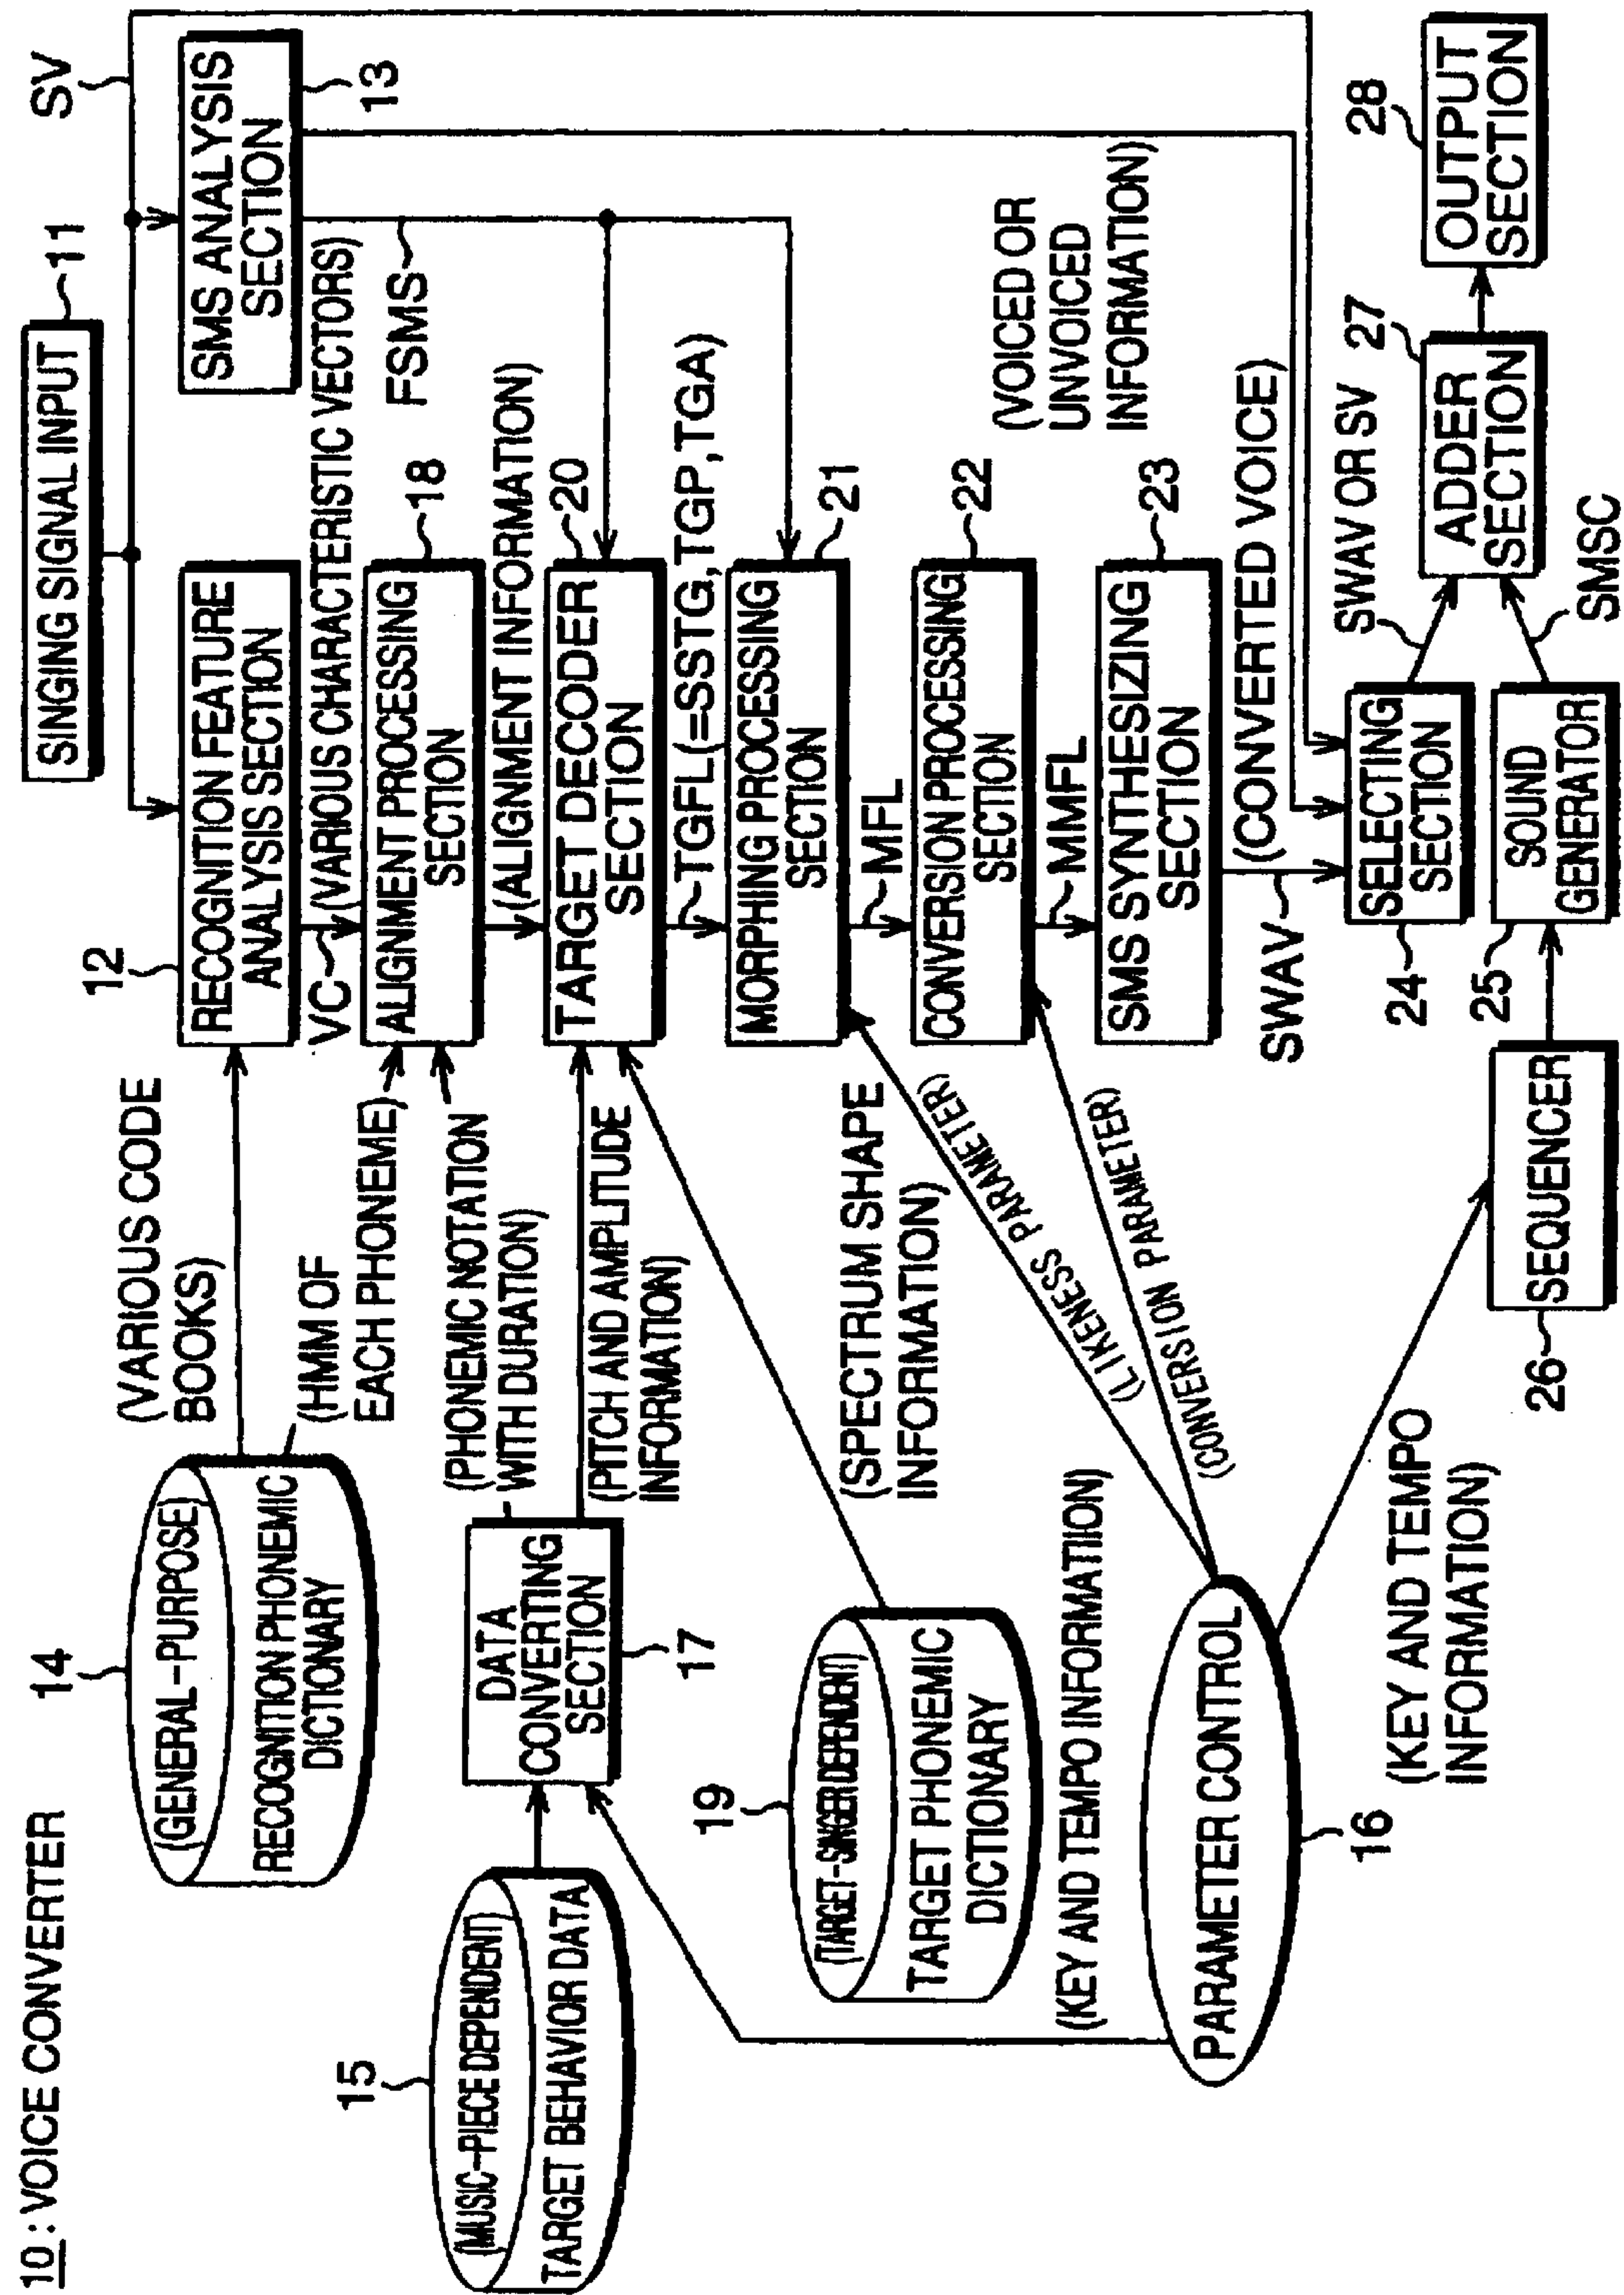 10 : VOICE CONVERTER
SINGING SIGNAL INPUT
11
SV
12
RECOGNITION FEATURE
ANALYSIS SECTION
SMS ANALYSIS
SECTION
13
14
(GENERAL-PURPOSE)
RECOGNITION PHONEMIC
DICTIONARY
(VARIOUS CODE
BOOKS)
(HMM OF
EACH PHONEME)
VC
(VARIOUS CHARACTERISTIC VECTORS)
FSMS
ALIGNMENT PROCESSING
SECTION
18
15
(MUSIC-PIECE DEPENDENT)
TARGET BEHAVIOR DATA
DATA
CONVERTING
SECTION
17
(PHONEMIC NOTATION
WITH DURATION)
(PITCH AND AMPLITUDE
INFORMATION)
(ALIGNMENT INFORMATION)
TARGET DECODER
SECTION
20
TGFL(=SSTG,TGP,TGA)
19
(TARGET-SINGER DEPENDENT)
TARGET PHONEMIC
DICTIONARY
(SPECTRUM SHAPE
INFORMATION)
MORPHING PROCESSING
SECTION
21
MFL
(VOICED OR
UNVOICED
INFORMATION)
CONVERSION PROCESSING
SECTION
22
MMFL
(KEY AND TEMPO INFORMATION)
(LIKENESS PARAMETER)
(CONVERSION PARAMETER)
SMS SYNTHESIZING
SECTION
23
PARAMETER CONTROL
16
SWAV
(CONVERTED VOICE)
(KEY AND TEMPO
INFORMATION)
SELECTING
SECTION
24
SWAV OR SV
ADDER
SECTION
27
OUTPUT
SECTION
28
SEQUENCER
26
25
SOUND
GENERATOR
SMSC